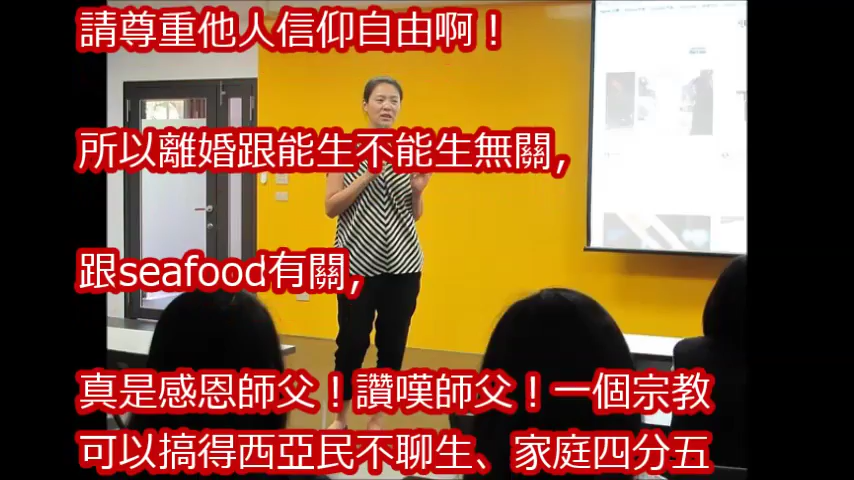 請尊重他人信仰自由啊！
所以離婚跟能生不能生無關，
跟seafood有關，
真是感恩師父！讚嘆師父！一個宗教
可以搞得西亞民不聊生、家庭四分五